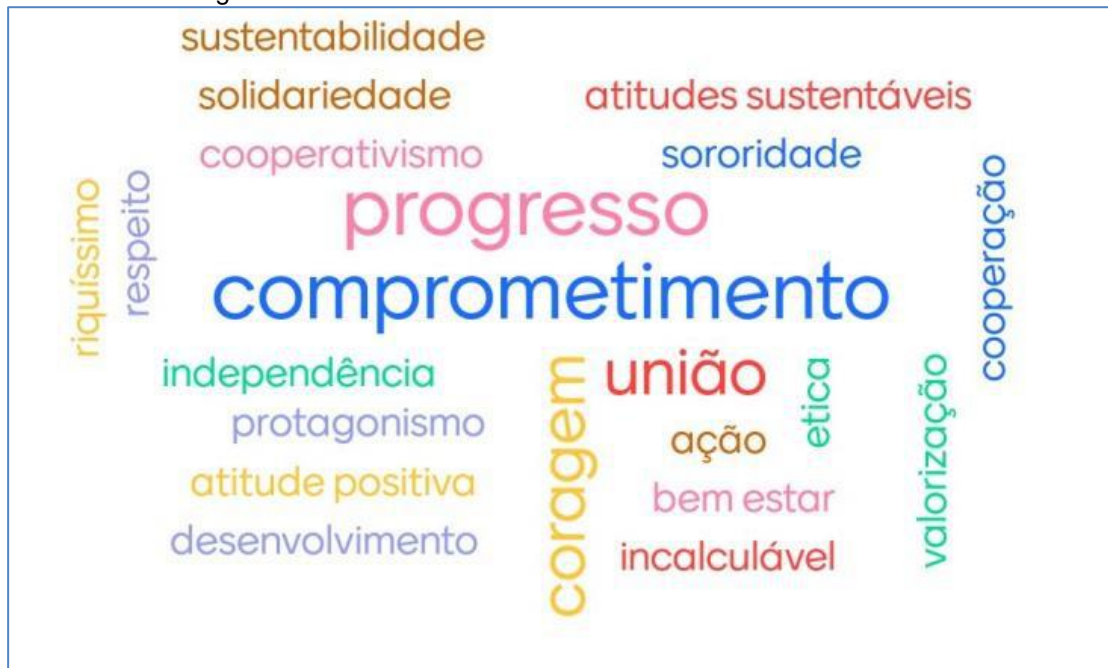 sustentabilidade
solidariedade
atitudes sustentáveis
cooperativismo
sororidade
riquíssimo
respeito
progresso
cooperação
comprometimento
independência
coragem
união
etica
valorização
protagonismo
ação
atitude positiva
bem estar
desenvolvimento
incalculável